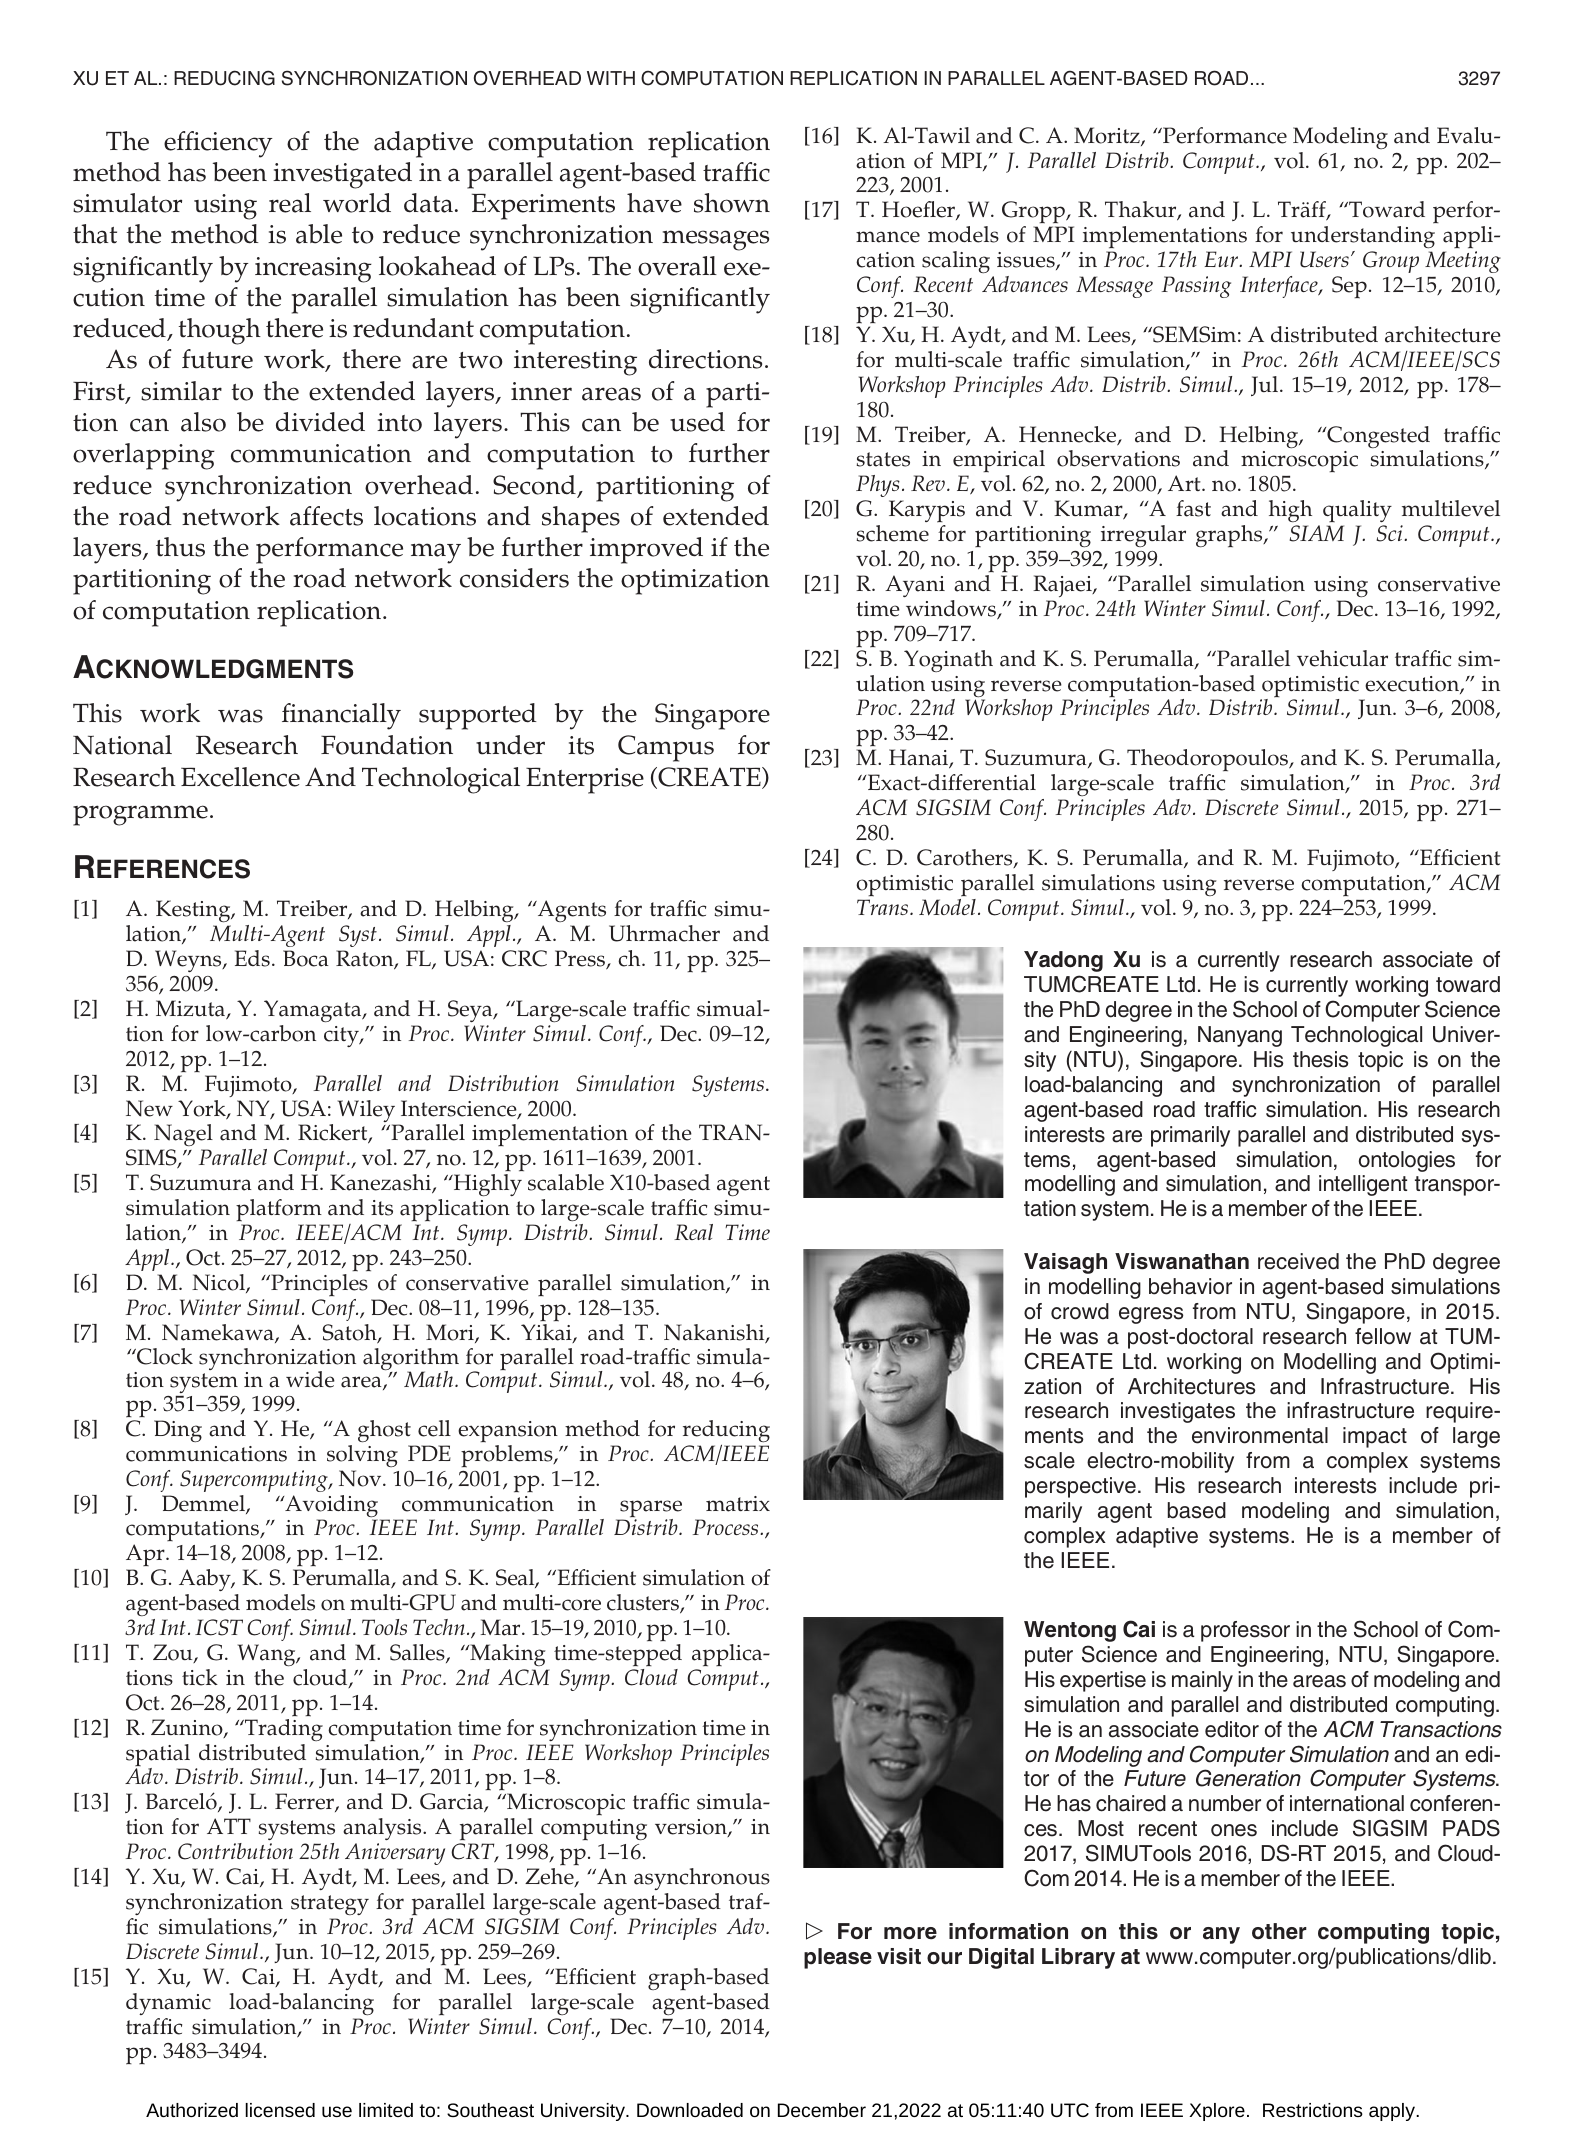 XU ET AL.: REDUCING SYNCHRONIZATION OVERHEAD WITH COMPUTATION REPLICATION IN PARALLEL AGENT-BASED ROAD... 3297
The efficiency of the adaptive computation replication
method has been investigated in a parallel agent-based traffic
simulator using real world data. Experiments have shown
that the method is able to reduce synchronization messages
significantly by increasing lookahead of LPs. The overall exe-
cution time of the parallel simulation has been significantly
reduced, though there is redundant computation.
As of future work, there are two interesting directions.
First, similar to the extended layers, inner areas of a parti-
tion can also be divided into layers. This can be used for
overlapping communication and computation to further
reduce synchronization overhead. Second, partitioning of
the road network affects locations and shapes of extended
layers, thus the performance may be further improved if the
partitioning of the road network considers the optimization
of computation replication.
ACKNOWLEDGMENTS
This work was financially supported by the Singapore
National Research Foundation under its Campus for
Research Excellence And Technological Enterprise (CREATE)
programme.
REFERENCES
[1] A. Kesting, M. Treiber, and D. Helbing, “Agents for traffic simu-
lation,” Multi-Agent Syst. Simul. Appl., A. M. Uhrmacher and
D. Weyns, Eds. Boca Raton, FL, USA: CRC Press, ch. 11, pp. 325–
356, 2009.
[2] H. Mizuta, Y. Yamagata, and H. Seya, “Large-scale traffic simual-
tion for low-carbon city,” in Proc. Winter Simul. Conf., Dec. 09–12,
2012, pp. 1–12.
[3] R. M. Fujimoto, Parallel and Distribution Simulation Systems.
New York, NY, USA: Wiley Interscience, 2000.
[4] K. Nagel and M. Rickert, “Parallel implementation of the TRAN-
SIMS,” Parallel Comput., vol. 27, no. 12, pp. 1611–1639, 2001.
[5] T. Suzumura and H. Kanezashi, “Highly scalable X10-based agent
simulation platform and its application to large-scale traffic simu-
lation,” in Proc. IEEE/ACM Int. Symp. Distrib. Simul. Real Time
Appl., Oct. 25–27, 2012, pp. 243–250.
[6] D. M. Nicol, “Principles of conservative parallel simulation,” in
Proc. Winter Simul. Conf., Dec. 08–11, 1996, pp. 128–135.
[7] M. Namekawa, A. Satoh, H. Mori, K. Yikai, and T. Nakanishi,
“Clock synchronization algorithm for parallel road-traffic simula-
tion system in a wide area,” Math. Comput. Simul., vol. 48, no. 4–6,
pp. 351–359, 1999.
[8] C. Ding and Y. He, “A ghost cell expansion method for reducing
communications in solving PDE problems,” in Proc. ACM/IEEE
Conf. Supercomputing, Nov. 10–16, 2001, pp. 1–12.
[9] J. Demmel, “Avoiding communication in sparse matrix
computations,” in Proc. IEEE Int. Symp. Parallel Distrib. Process.,
Apr. 14–18, 2008, pp. 1–12.
[10] B. G. Aaby, K. S. Perumalla, and S. K. Seal, “Efficient simulation of
agent-based models on multi-GPU and multi-core clusters,” in Proc.
3rd Int. ICST Conf. Simul. Tools Techn., Mar. 15–19, 2010, pp. 1–10.
[11] T. Zou, G. Wang, and M. Salles, “Making time-stepped applica-
tions tick in the cloud,” in Proc. 2nd ACM Symp. Cloud Comput.,
Oct. 26–28, 2011, pp. 1–14.
[12] R. Zunino, “Trading computation time for synchronization time in
spatial distributed simulation,” in Proc. IEEE Workshop Principles
Adv. Distrib. Simul., Jun. 14–17, 2011, pp. 1–8.
[13] J. Barceló, J. L. Ferrer, and D. Garcia, “Microscopic traffic simula-
tion for ATT systems analysis. A parallel computing version,” in
Proc. Contribution 25th Aniversary CRT, 1998, pp. 1–16.
[14] Y. Xu, W. Cai, H. Aydt, M. Lees, and D. Zehe, “An asynchronous
synchronization strategy for parallel large-scale agent-based traf-
fic simulations,” in Proc. 3rd ACM SIGSIM Conf. Principles Adv.
Discrete Simul., Jun. 10–12, 2015, pp. 259–269.
[15] Y. Xu, W. Cai, H. Aydt, and M. Lees, “Efficient graph-based
dynamic load-balancing for parallel large-scale agent-based
traffic simulation,” in Proc. Winter Simul. Conf., Dec. 7–10, 2014,
pp. 3483–3494.
[16] K. Al-Tawil and C. A. Moritz, “Performance Modeling and Evalu-
ation of MPI,” J. Parallel Distrib. Comput., vol. 61, no. 2, pp. 202–
223, 2001.
[17] T. Hoefler, W. Gropp, R. Thakur, and J. L. Träff, “Toward perfor-
mance models of MPI implementations for understanding appli-
cation scaling issues,” in Proc. 17th Eur. MPI Users’ Group Meeting
Conf. Recent Advances Message Passing Interface, Sep. 12–15, 2010,
pp. 21–30.
[18] Y. Xu, H. Aydt, and M. Lees, “SEMSim: A distributed architecture
for multi-scale traffic simulation,” in Proc. 26th ACM/IEEE/SCS
Workshop Principles Adv. Distrib. Simul., Jul. 15–19, 2012, pp. 178–
180.
[19] M. Treiber, A. Hennecke, and D. Helbing, “Congested traffic
states in empirical observations and microscopic simulations,”
Phys. Rev. E, vol. 62, no. 2, 2000, Art. no. 1805.
[20] G. Karypis and V. Kumar, “A fast and high quality multilevel
scheme for partitioning irregular graphs,” SIAM J. Sci. Comput.,
vol. 20, no. 1, pp. 359–392, 1999.
[21] R. Ayani and H. Rajaei, “Parallel simulation using conservative
time windows,” in Proc. 24th Winter Simul. Conf., Dec. 13–16, 1992,
pp. 709–717.
[22] S. B. Yoginath and K. S. Perumalla, “Parallel vehicular traffic sim-
ulation using reverse computation-based optimistic execution,” in
Proc. 22nd Workshop Principles Adv. Distrib. Simul., Jun. 3–6, 2008,
pp. 33–42.
[23] M. Hanai, T. Suzumura, G. Theodoropoulos, and K. S. Perumalla,
“Exact-differential large-scale traffic simulation,” in Proc. 3rd
ACM SIGSIM Conf. Principles Adv. Discrete Simul., 2015, pp. 271–
280.
[24] C. D. Carothers, K. S. Perumalla, and R. M. Fujimoto, “Efficient
optimistic parallel simulations using reverse computation,” ACM
Trans. Model. Comput. Simul., vol. 9, no. 3, pp. 224–253, 1999.
Yadong Xu is a currently research associate of
TUMCREATE Ltd. He is currently working toward
the PhD degree in the School of Computer Science
and Engineering, Nanyang Technological Univer-
sity (NTU), Singapore. His thesis topic is on the
load-balancing and synchronization of parallel
agent-based road traffic simulation. His research
interests are primarily parallel and distributed sys-
tems, agent-based simulation, ontologies for
modelling and simulation, and intelligent transpor-
tation system. He is a member of the IEEE.
Vaisagh Viswanathan received the PhD degree
in modelling behavior in agent-based simulations
of crowd egress from NTU, Singapore, in 2015.
He was a post-doctoral research fellow at TUM-
CREATE Ltd. working on Modelling and Optimi-
zation of Architectures and Infrastructure. His
research investigates the infrastructure require-
ments and the environmental impact of large
scale electro-mobility from a complex systems
perspective. His research interests include pri-
marily agent based modeling and simulation,
complex adaptive systems. He is a member of
the IEEE.
Wentong Cai is a professor in the School of Com-
puter Science and Engineering, NTU, Singapore.
His expertise is mainly in the areas of modeling and
simulation and parallel and distributed computing.
He is an associate editor of the ACM Transactions
on Modeling and Computer Simulation and an edi-
tor of the Future Generation Computer Systems.
He has chaired a number of international conferen-
ces. Most recent ones include SIGSIM PADS
2017, SIMUTools 2016, DS-RT 2015, and Cloud-
Com 2014. He is a member of the IEEE.
▷ For more information on this or any other computing topic,
please visit our Digital Library at www.computer.org/publications/dlib.
Authorized licensed use limited to: Southeast University. Downloaded on December 21,2022 at 05:11:40 UTC from IEEE Xplore. Restrictions apply.